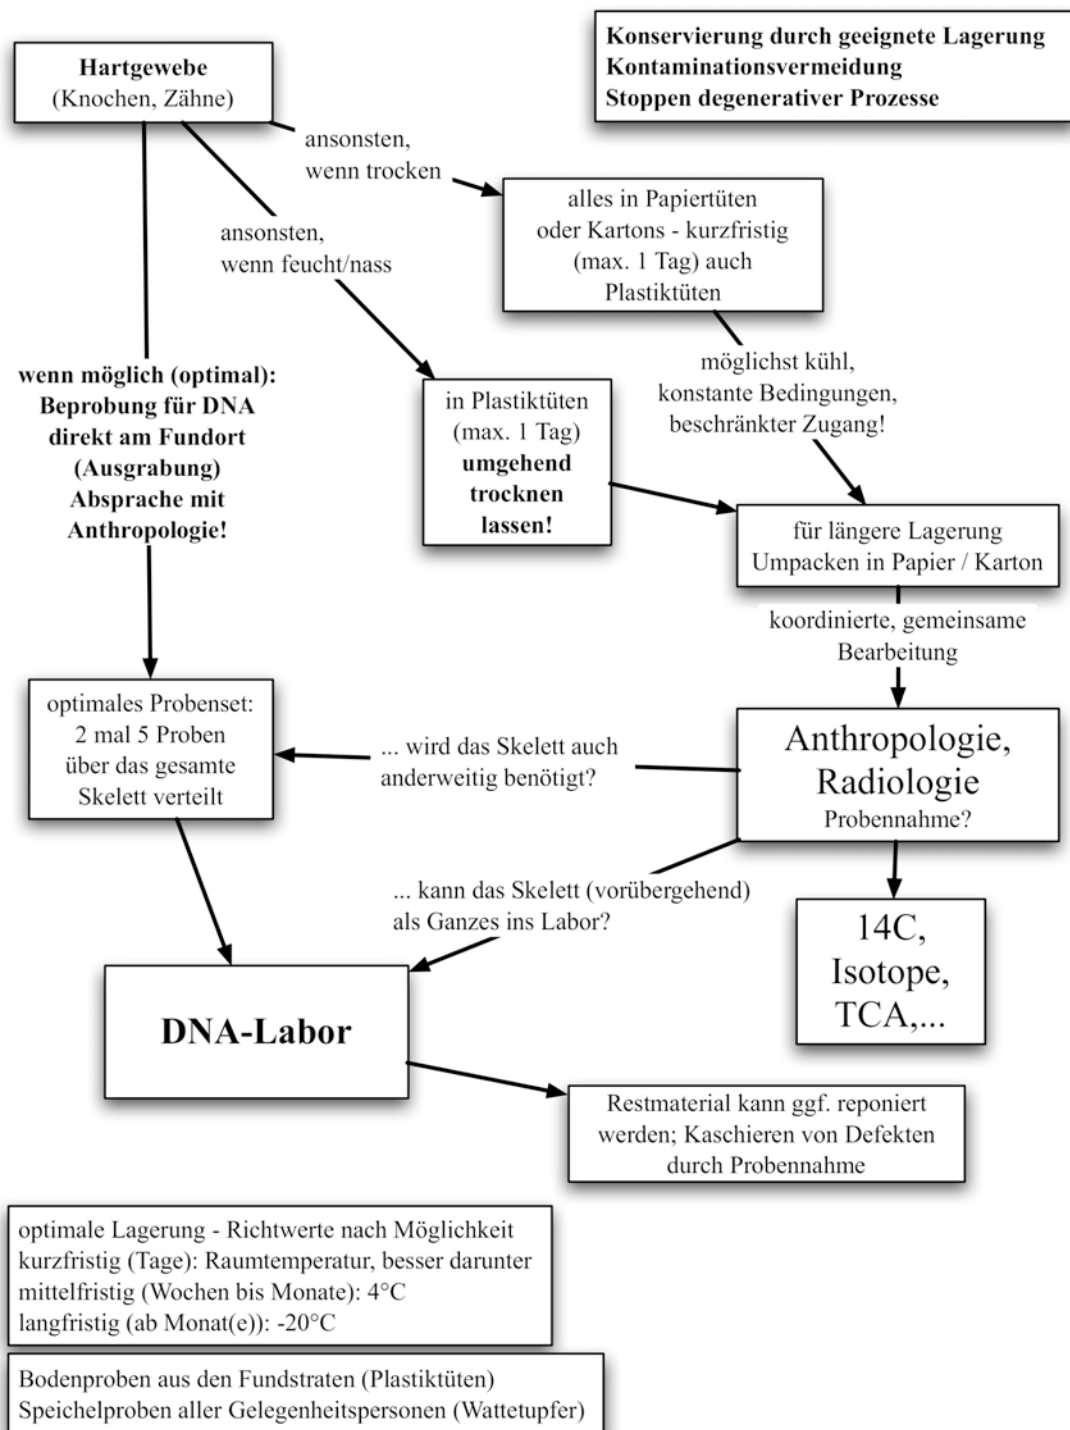 Konservierung durch geeignete Lagerung
Kontaminationsvermeidung
Stoppen degenerativer Prozesse
Hartgewebe
(Knochen, Zähne)
ansonsten,
wenn trocken
alles in Papiertüten
oder Kartons - kurzfristig
(max. 1 Tag) auch
Plastiktüten
ansonsten,
wenn feucht/nass
möglichst kühl,
konstante Bedingungen,
beschränkter Zugang!
wenn möglich (optimal):
Beprobung für DNA
direkt am Fundort
(Ausgrabung)
Absprache mit
Anthropologie!
in Plastiktüten
(max. 1 Tag)
umgehend
trocknen
lassen!
für längere Lagerung
Umpacken in Papier / Karton
koordinierte, gemeinsame
Bearbeitung
optimales Probenset:
2 mal 5 Proben
über das gesamte
Skelett verteilt
... wird das Skelett auch
anderweitig benötigt?
Anthropologie,
Radiologie
Probennahme?
... kann das Skelett (vorübergehend)
als Ganzes ins Labor?
14C,
Isotope,
TCA,...
DNA-Labor
Restmaterial kann ggf. reponiert
werden; Kaschieren von Defekten
durch Probennahme
optimale Lagerung - Richtwerte nach Möglichkeit
kurzfristig (Tage): Raumtemperatur, besser darunter
mittelfristig (Wochen bis Monate): 4°C
langfristig (ab Monat(e)): -20°C
Bodenproben aus den Fundstraten (Plastiktüten)
Speichelproben aller Gelegenheitspersonen (Wattetupfer)